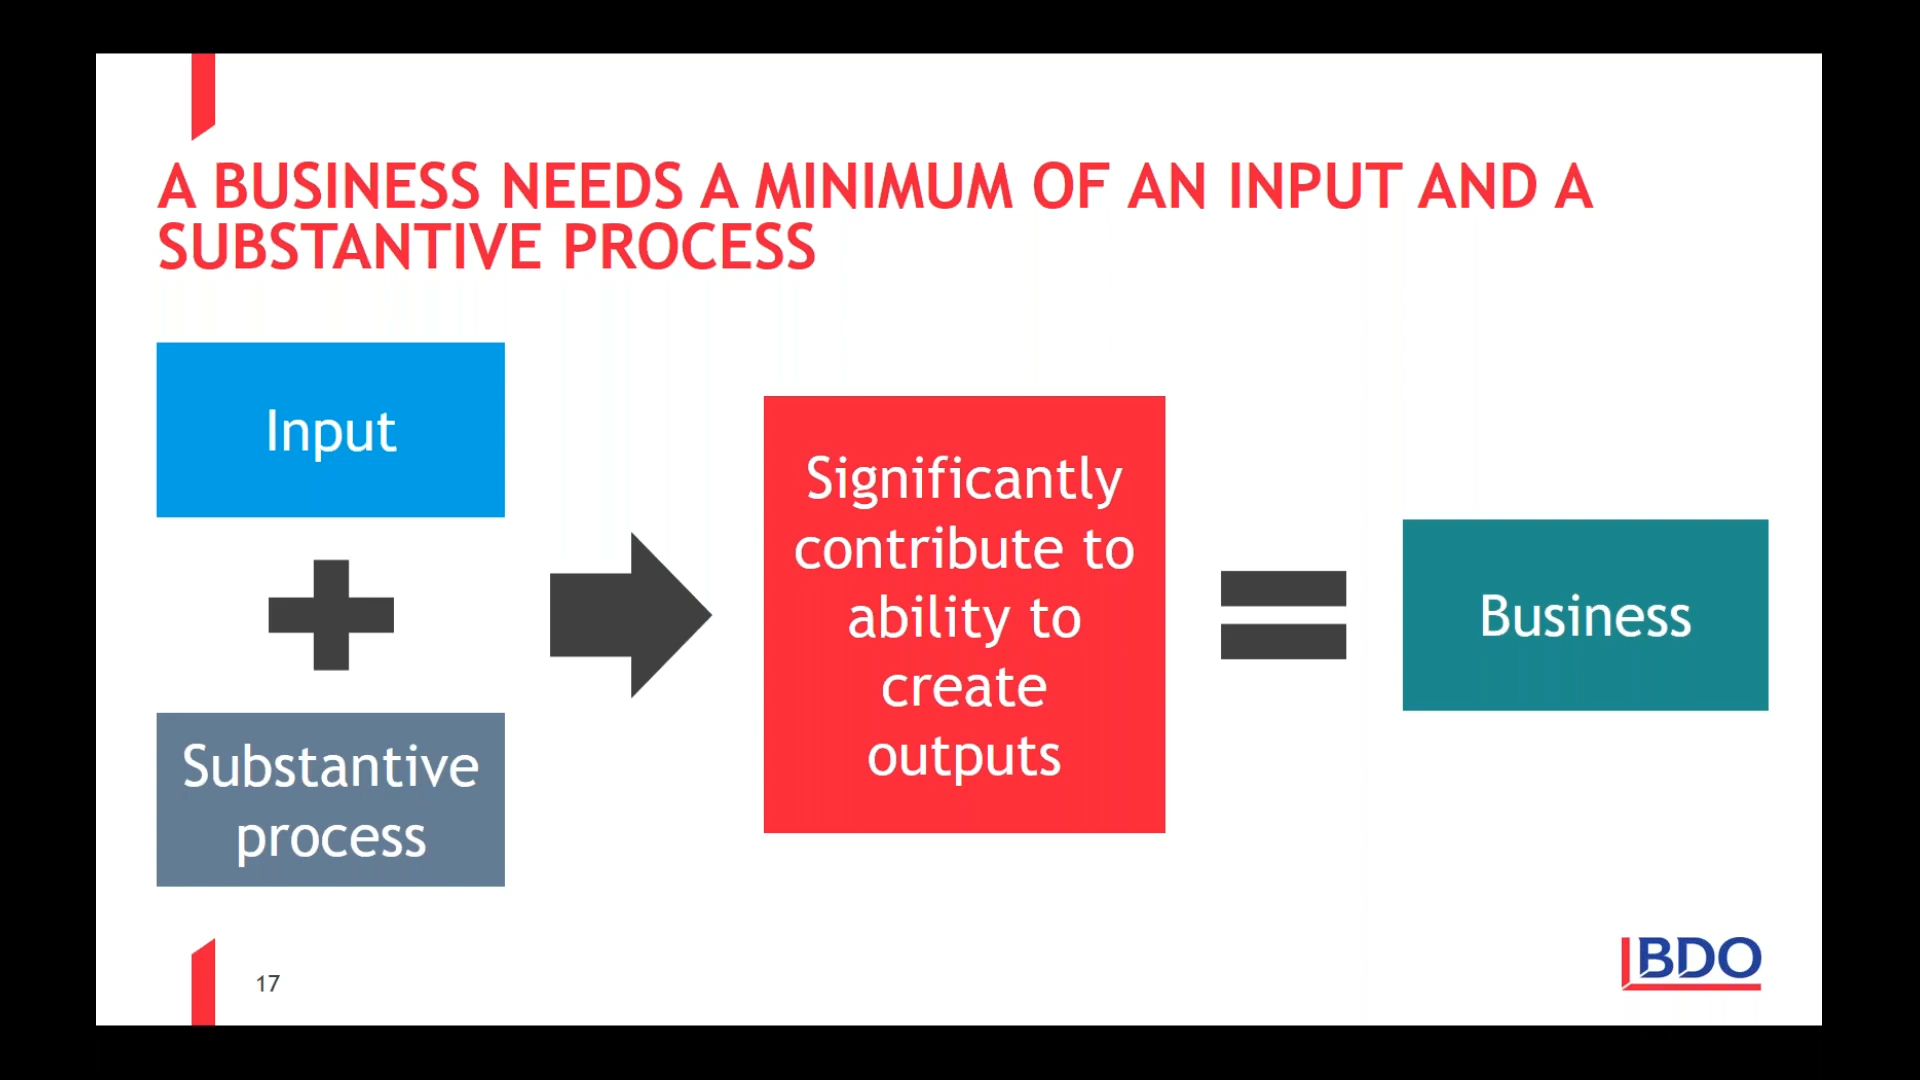 A BUSINESS NEEDS A MINIMUM OF AN INPUT AND A
SUBSTANTIVE PROCESS
Input
Substantive
process
Significantly
contribute to
ability to
create
outputs
Business
17
BDO